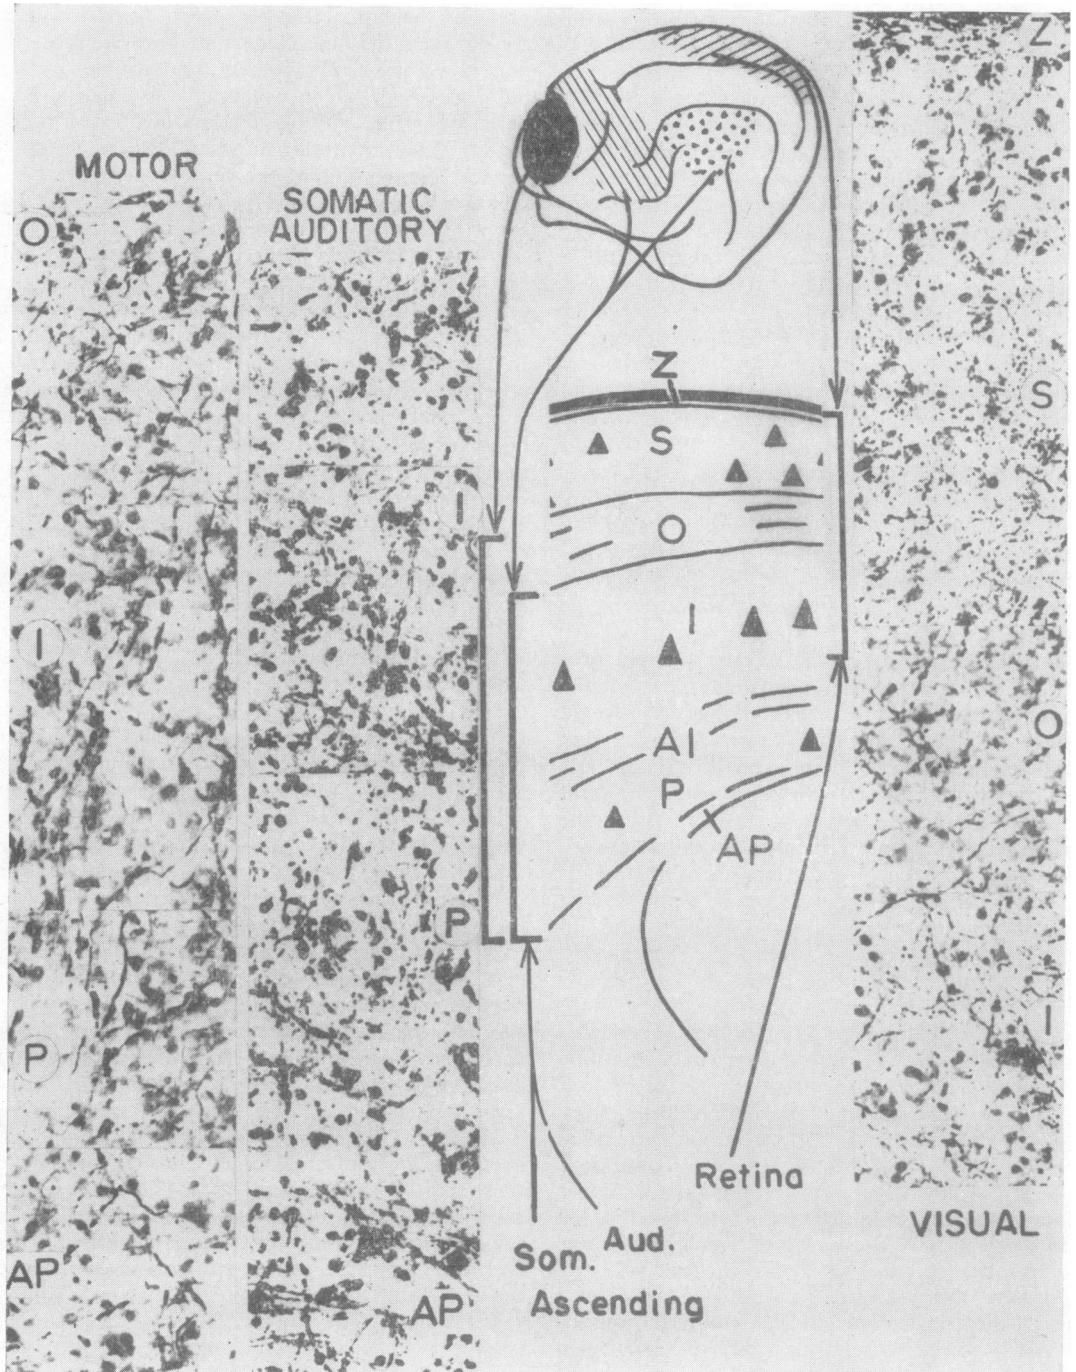 MOTOR
O
I
P
AP
SOMATIC
AUDITORY
I
P
AP
Z
S
O
I
AI
P
AP
Retina
Som. Aud.
Ascending
Z
S
O
I
VISUAL